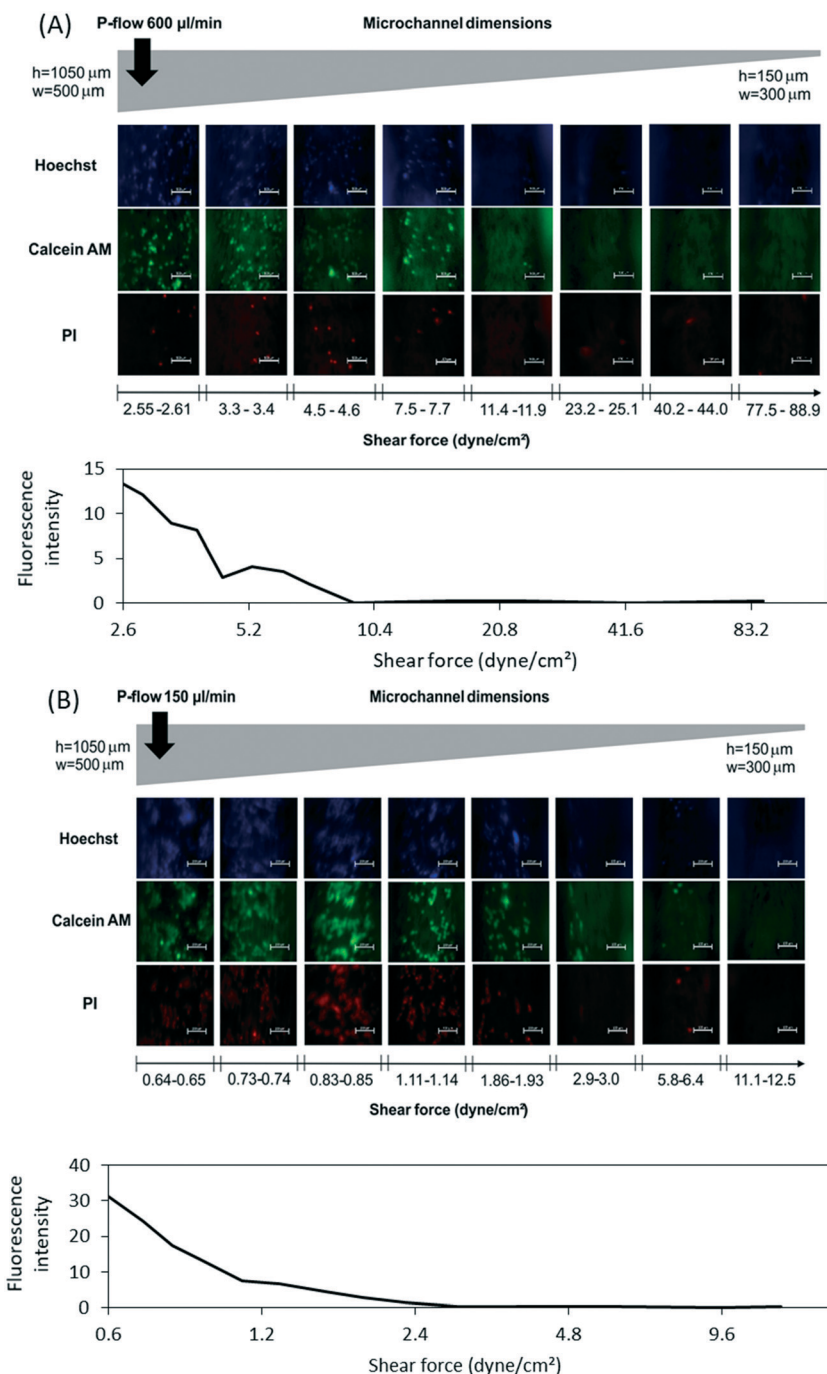 (A)
P-flow 600 µl/min Microchannel dimensions
h=1050 µm
w=500 µm
h=150 µm
w=300 µm
Hoechst
Calcein AM
PI
2.55-2.61 3.3 - 3.4 4.5 - 4.6 7.5 - 7.7 11.4 -11.9 23.2 - 25.1 40.2 - 44.0 77.5 - 88.9
Shear force (dyne/cm²)
Fluorescence
intensity
15
10
5
0
2.6 5.2 10.4 20.8 41.6 83.2
Shear force (dyne/cm²)
(B)
P-flow 150 µl/min Microchannel dimensions
h=1050 µm
w=500 µm
h=150 µm
w=300 µm
Hoechst
Calcein AM
PI
0.64-0.65 0.73-0.74 0.83-0.85 1.11-1.14 1.86-1.93 2.9-3.0 5.8-6.4 11.1-12.5
Shear force (dyne/cm²)
Fluorescence
intensity
40
30
20
10
0
0.6 1.2 2.4 4.8 9.6
Shear force (dyne/cm²)